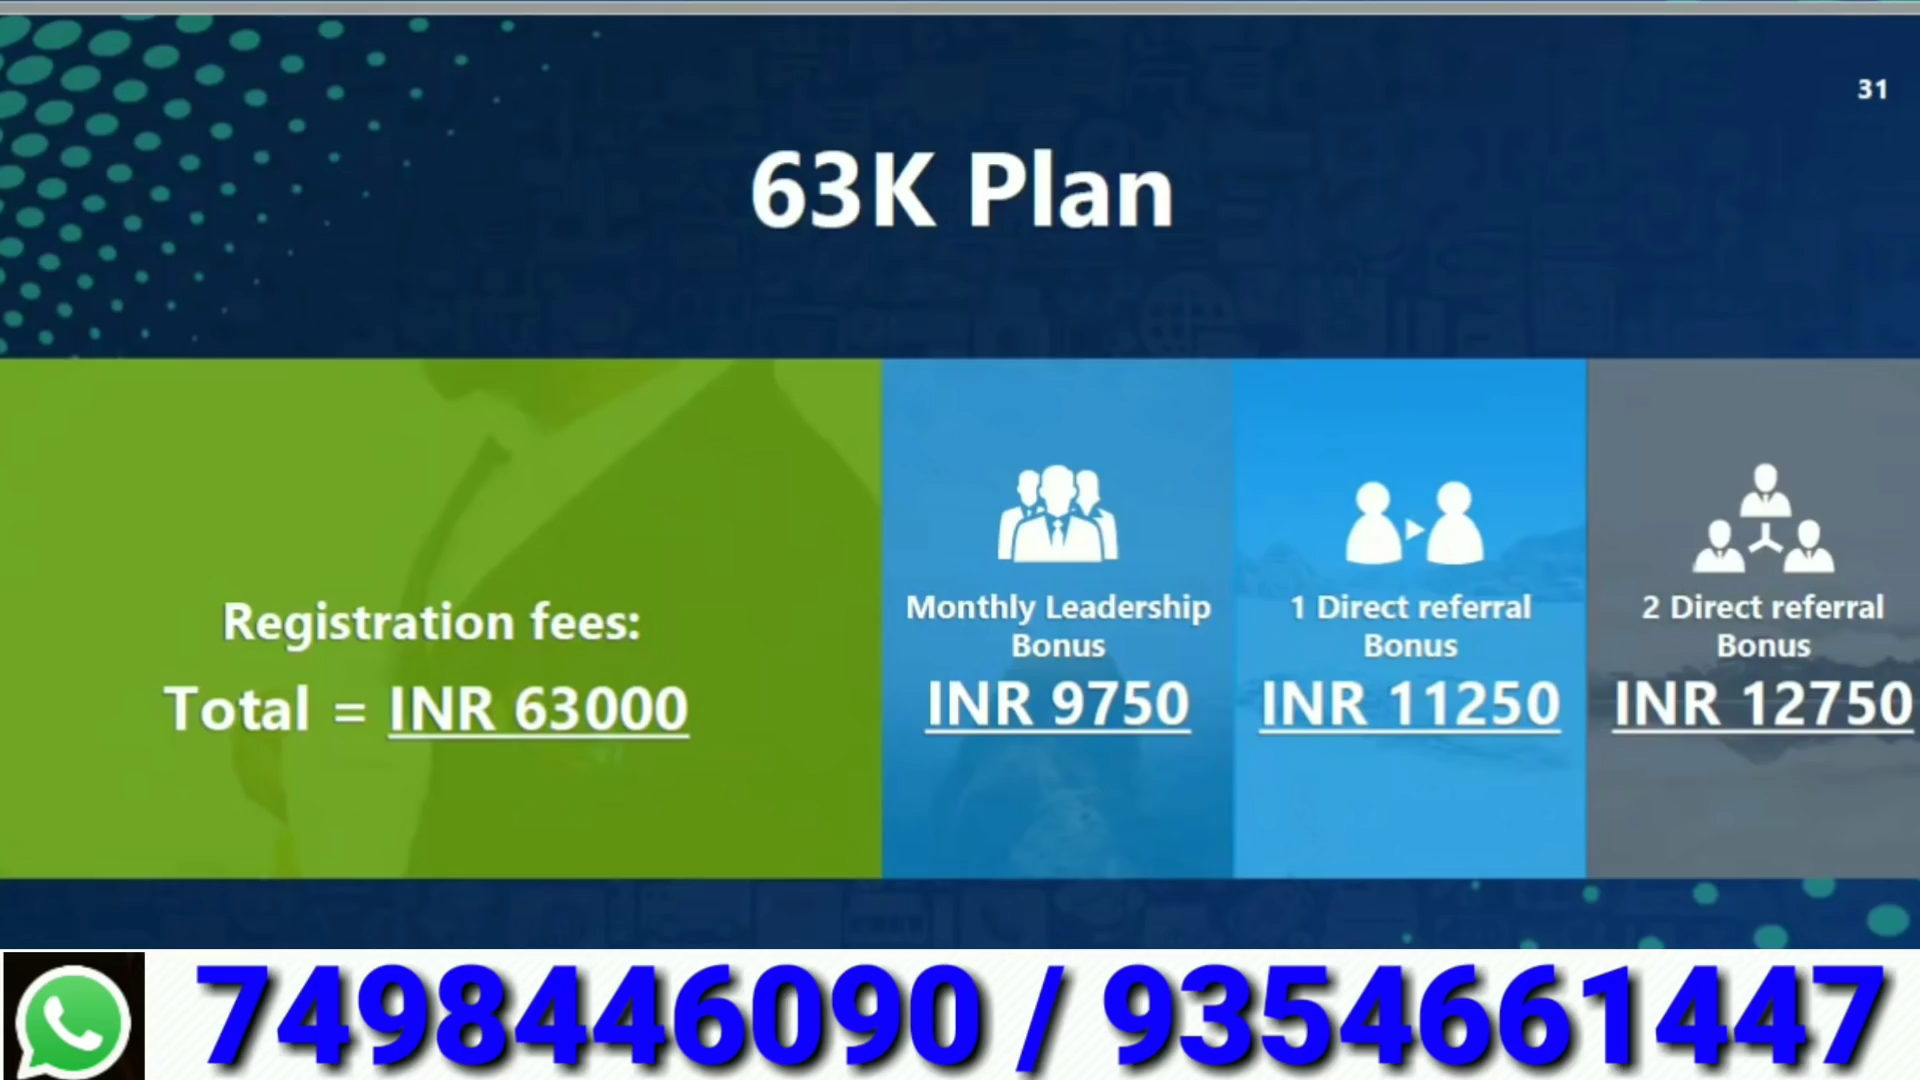 31
63K Plan
Registration fees:
Total = INR 63000
Monthly Leadership
Bonus
INR 9750
1 Direct referral
Bonus
INR 11250
2 Direct referral
Bonus
INR 12750
7498446090 / 9354661447